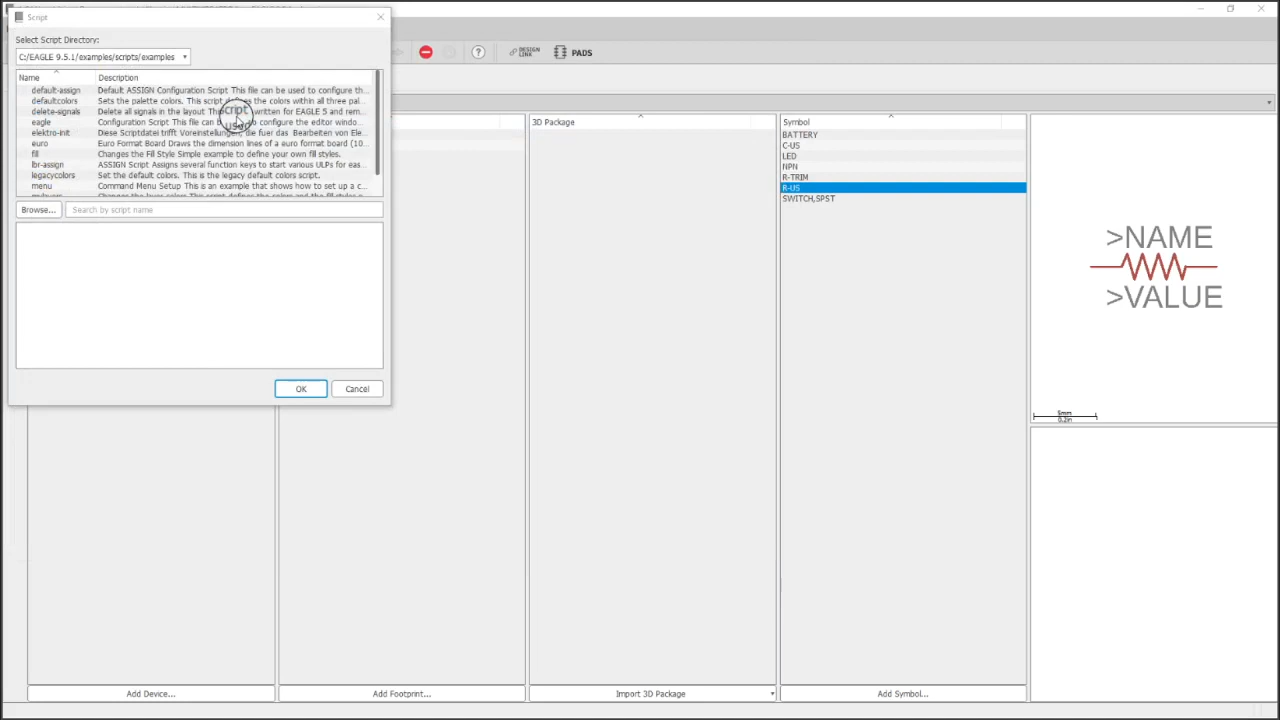 Script
Select Script Directory:
C:/EAGLE 9.5.1/examples/scripts/examples
Name Description
default-assign Default ASSIGN Configuration Script This file can be used to configure th...
defaultcolors Sets the palette colors. This script the colors within all three pal...
delete-signals Delete all signals in the layout written for EAGLE 5 and rem...
eagle Configuration Script This file can to configure the editor windo...
elektro-init Diese Scriptdatei trifft Voreinstellungen, die fuer das Bearbeiten von Ele...
euro Euro Format Board Draws the dimension lines of a euro format board (10...
fill Changes the Fill Style Simple example to define your own fill styles.
lbr-assign ASSIGN Script Assigns several function keys to start various ULPs for eas...
legacycolors Set the default colors. This is the legacy default colors script.
menu Command Menu Setup This is an example that shows how to set up a c...
Browse... Search by script name
OK Cancel
DESIGN LINK
PADS
3D Package
Symbol
BATTERY
C-US
LED
NPN
R-TRIM
R-US
SWITCH,SPST
>NAME
>VALUE
5mm
0.2in
Add Device... Add Footprint... Import 3D Package Add Symbol...